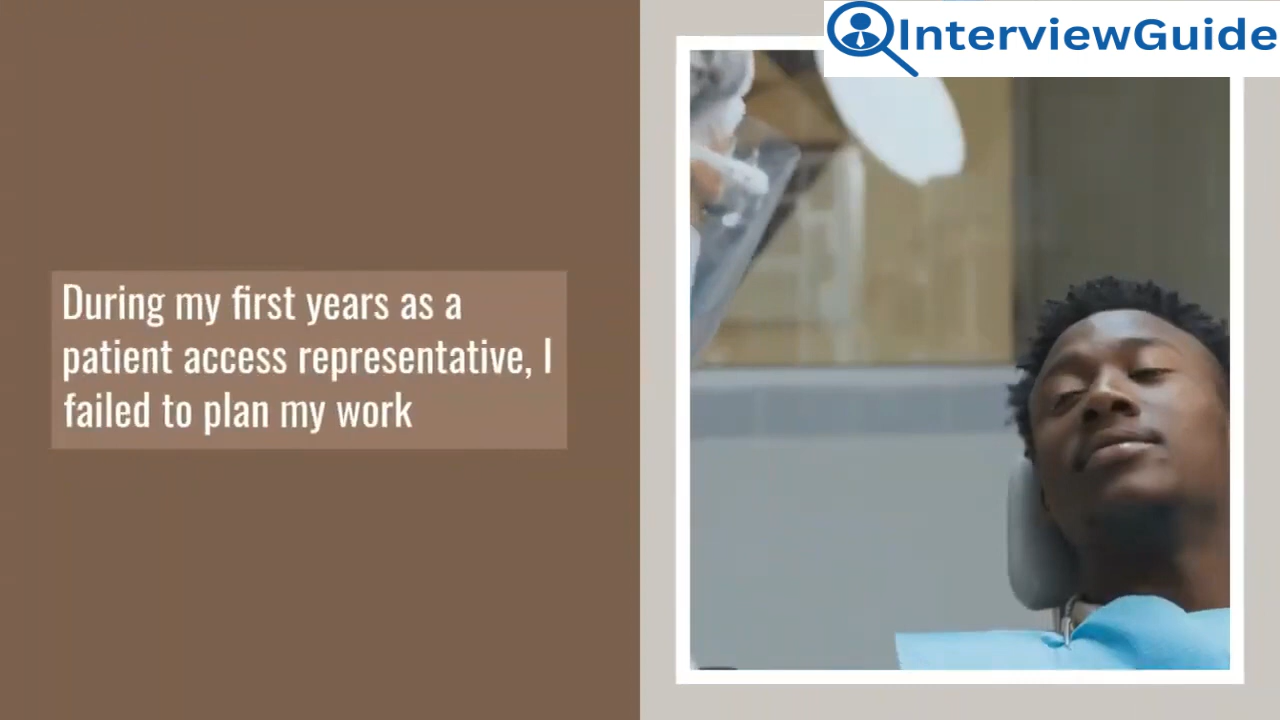 InterviewGuide
During my first years as a
patient access representative, I
failed to plan my work